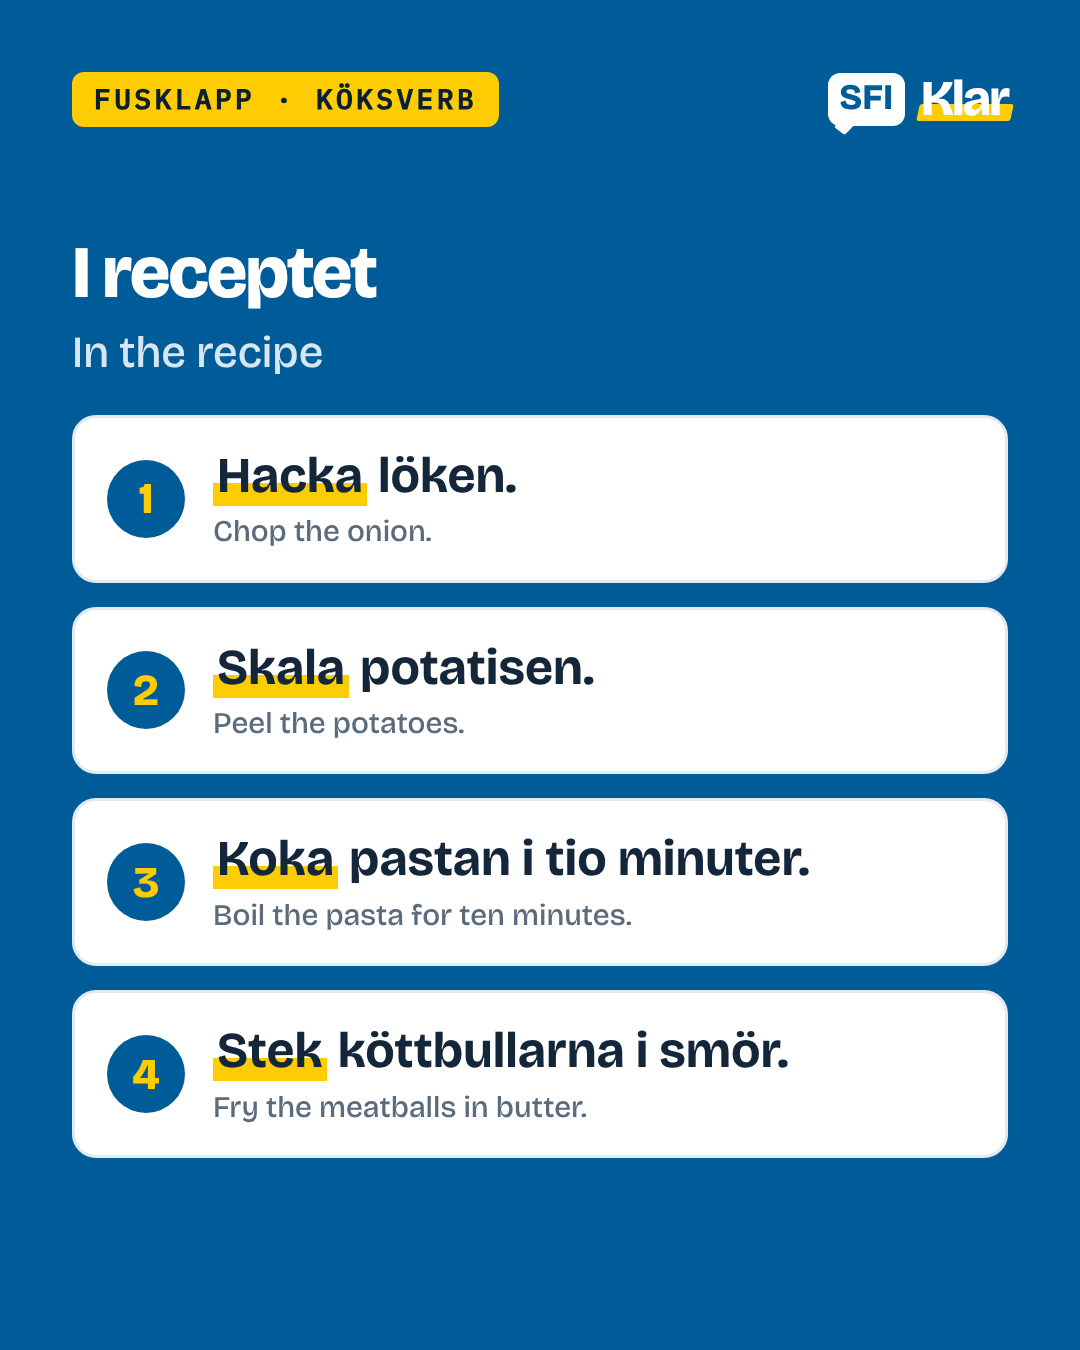 FUSKLAPP · KÖKSVERB
SFI Klar
I receptet
In the recipe
1
Hacka löken.
Chop the onion.
2
Skala potatisen.
Peel the potatoes.
3
Koka pastan i tio minuter.
Boil the pasta for ten minutes.
4
Stek köttbullarna i smör.
Fry the meatballs in butter.